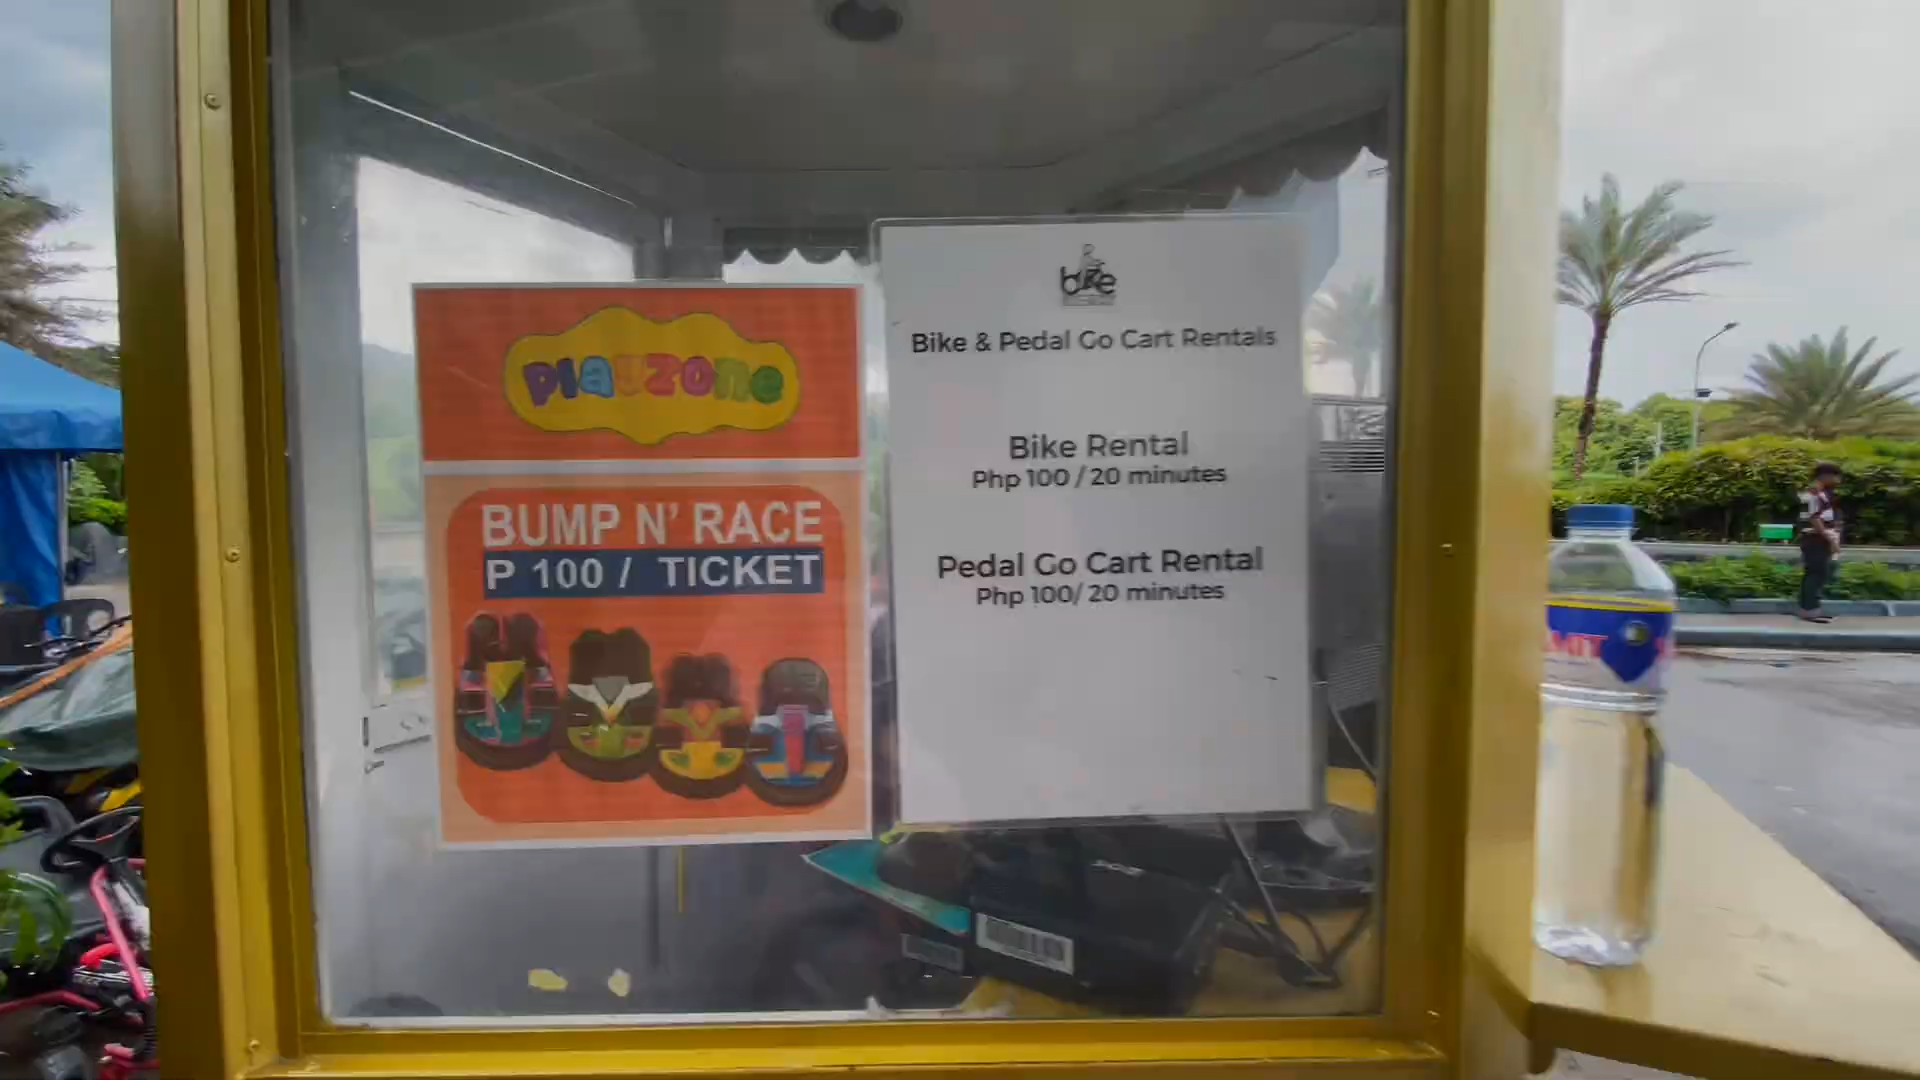 playzone
BUMP N' RACE
P 100 / TICKET
bike
Bike & Pedal Go Cart Rentals
Bike Rental
Php 100 / 20 minutes
Pedal Go Cart Rental
Php 100/ 20 minutes